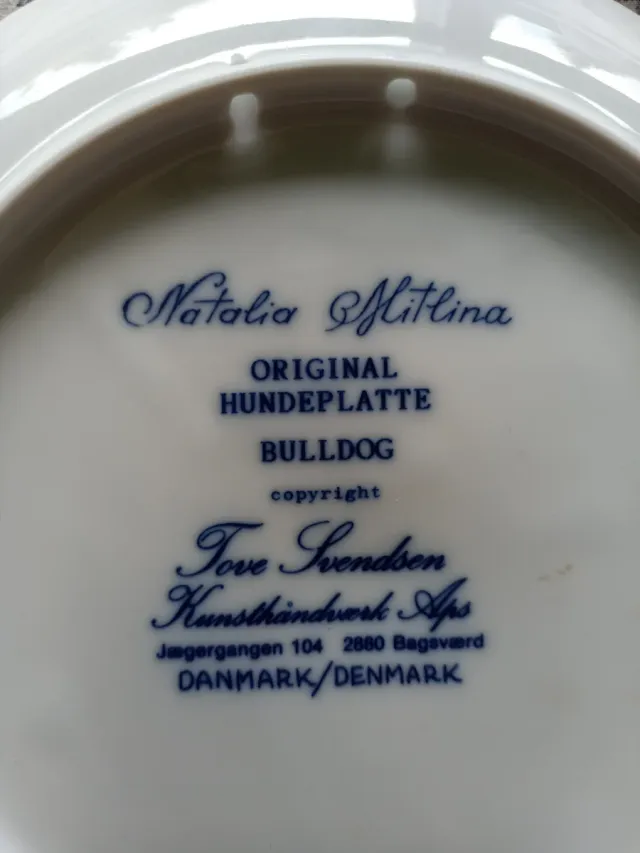 Natalia Mitlina
ORIGINAL
HUNDEPLATTE
BULLDOG
copyright
Tove Svendsen
Kunsthåndværk Aps
Jægergangen 104 2880 Bagsværd
DANMARK/DENMARK